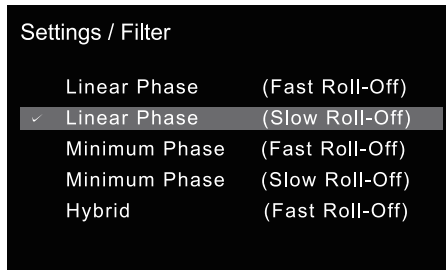 Settings / Filter
Linear Phase (Fast Roll-Off)
✓ Linear Phase (Slow Roll-Off)
Minimum Phase (Fast Roll-Off)
Minimum Phase (Slow Roll-Off)
Hybrid (Fast Roll-Off)